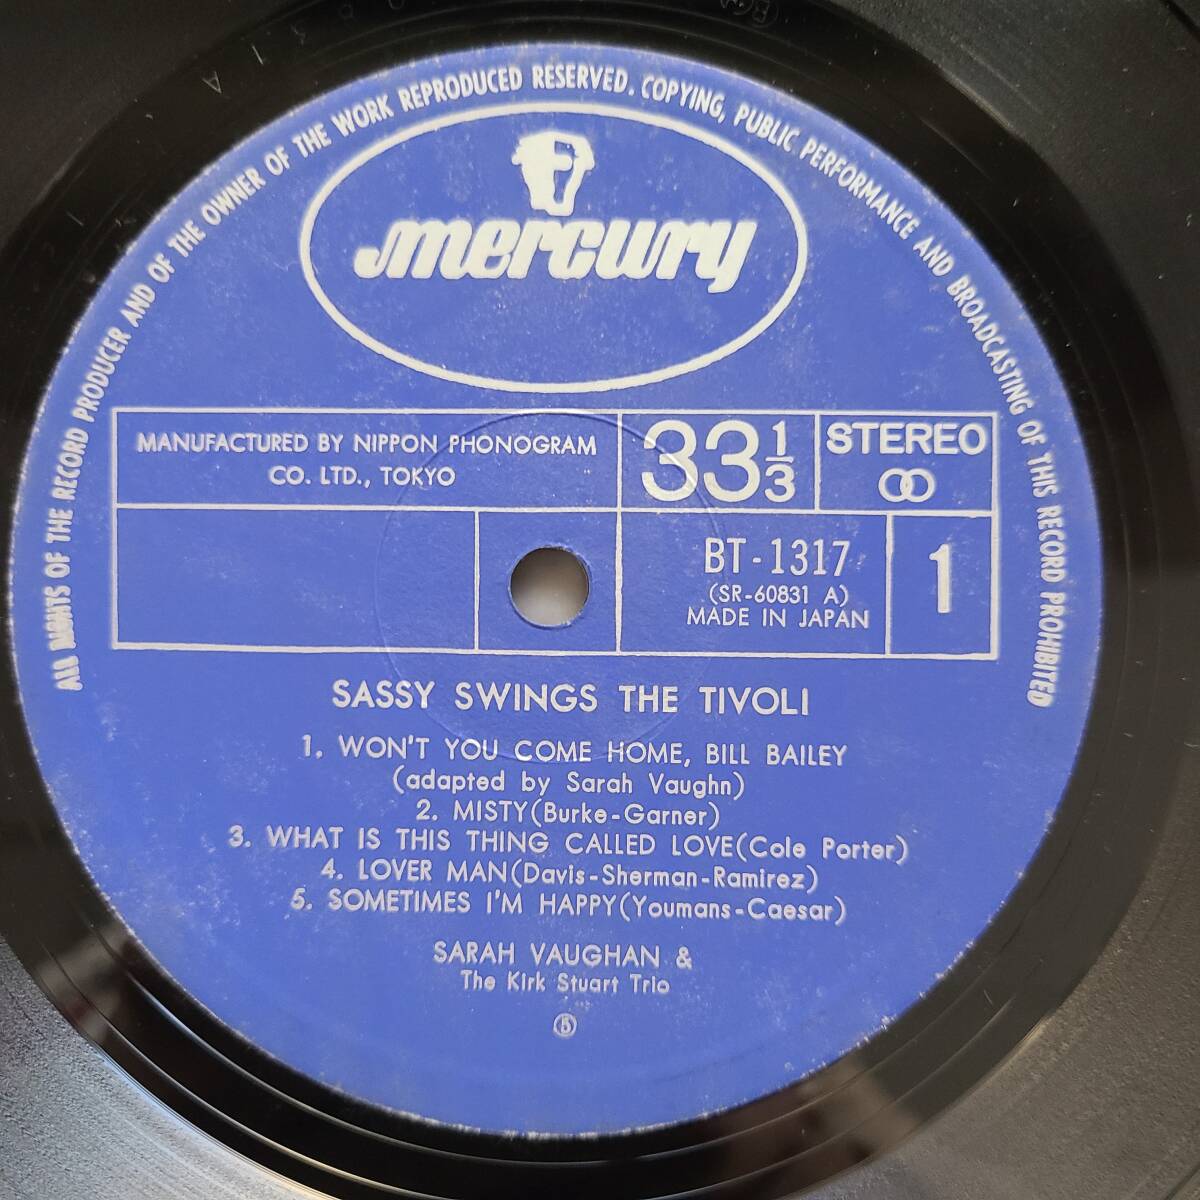 ALL RIGHTS OF THE RECORD PRODUCER AND OF THE OWNER OF THE WORK REPRODUCED RESERVED. COPYING, PUBLIC PERFORMANCE AND BROADCASTING OF THIS RECORD PROHIBITED
mercury
MANUFACTURED BY NIPPON PHONOGRAM
CO. LTD., TOKYO
33 1/3
STEREO
BT-1317
(SR-60831 A)
MADE IN JAPAN
1
SASSY SWINGS THE TIVOLI
1. WON'T YOU COME HOME, BILL BAILEY
(adapted by Sarah Vaughn)
2. MISTY(Burke-Garner)
3. WHAT IS THIS THING CALLED LOVE(Cole Porter)
4. LOVER MAN(Davis-Sherman-Ramirez)
5. SOMETIMES I'M HAPPY(Youmans-Caesar)
SARAH VAUGHAN &
The Kirk Stuart Trio